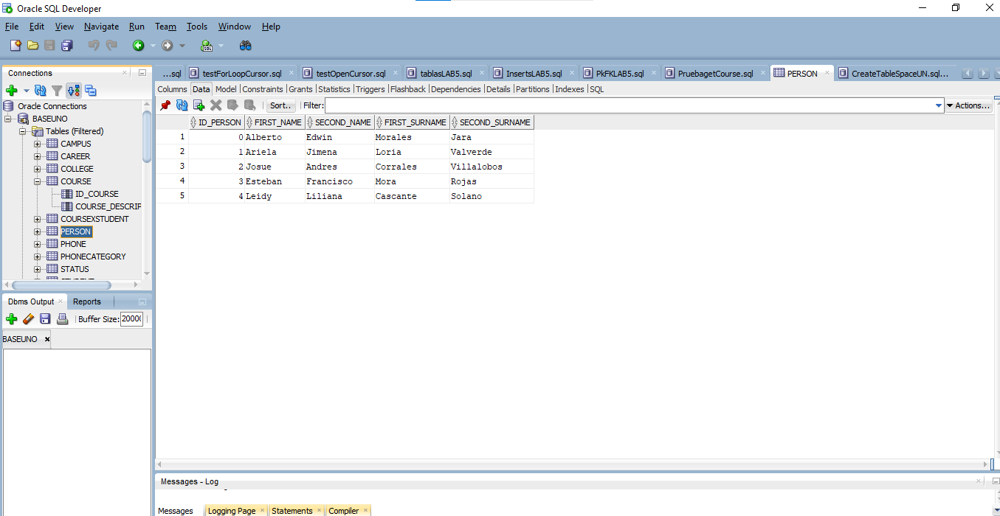 Oracle SQL Developer
File Edit View Navigate Run Team Tools Window Help
Connections
Oracle Connections
BASEUNO
Tables (Filtered)
CAMPUS
CAREER
COLLEGE
COURSE
ID_COURSE
COURSE_DESCRIP
COURSEXSTUDENT
PERSON
PHONE
PHONECATEGORY
STATUS
Dbms Output Reports
Buffer Size: 2000
BASEUNO
...sql testForLoopCursor.sql testOpenCursor.sql tablasLAB5.sql InsertsLAB5.sql PkFKLAB5.sql PruebagetCourse.sql PERSON CreateTableSpaceUN.sql...
Columns Data Model Constraints Grants Statistics Triggers Flashback Dependencies Details Partitions Indexes SQL
Sort.. Filter: Actions...
ID_PERSON FIRST_NAME SECOND_NAME FIRST_SURNAME SECOND_SURNAME
1 0 Alberto Edwin Morales Jara
2 1 Ariela Jimena Loria Valverde
3 2 Josue Andres Corrales Villalobos
4 3 Esteban Francisco Mora Rojas
5 4 Leidy Liliana Cascante Solano
Messages - Log
Messages Logging Page Statements Compiler